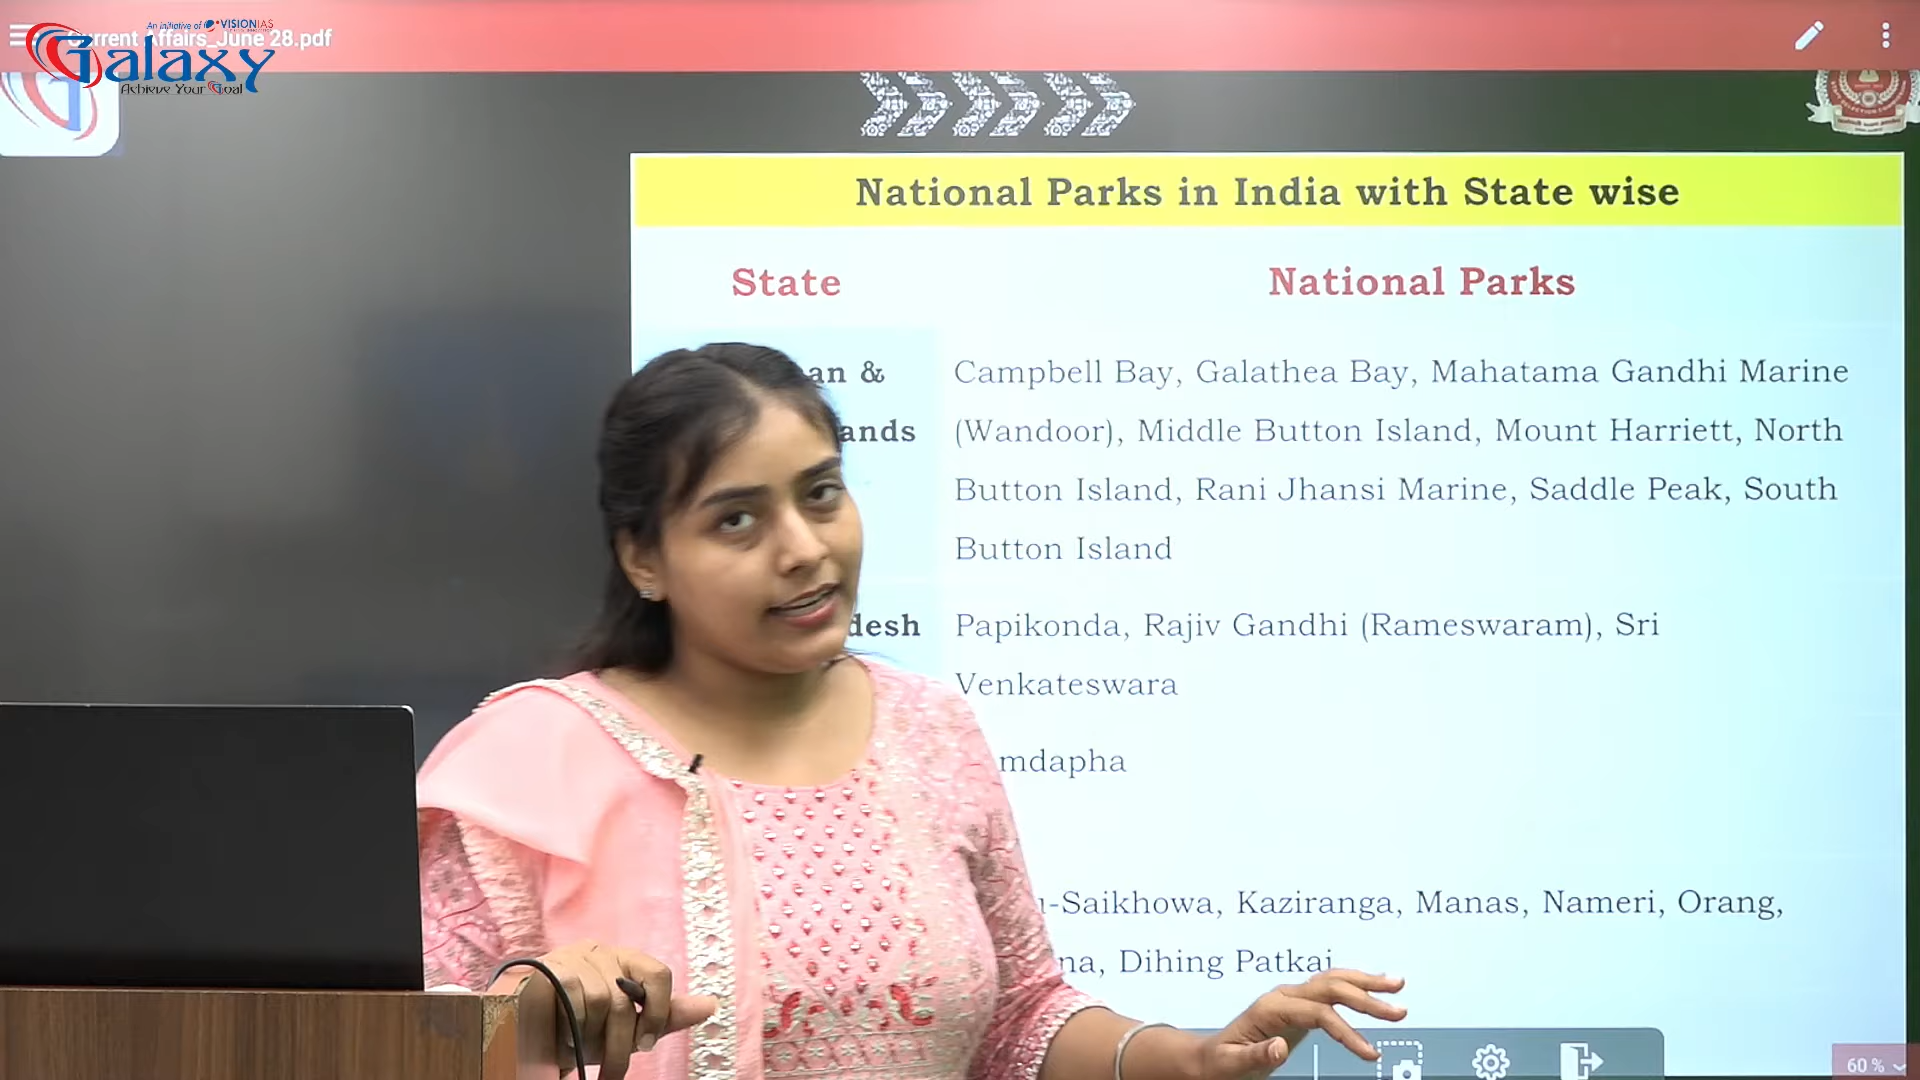 An initiative of VISIONIAS
Current Affairs_June 28.pdf
Galaxy
Achieve Your Goal
National Parks in India with State wise
State
National Parks
an &
Campbell Bay, Galathea Bay, Mahatama Gandhi Marine
ands
(Wandoor), Middle Button Island, Mount Harriett, North
Button Island, Rani Jhansi Marine, Saddle Peak, South
Button Island
desh
Papikonda, Rajiv Gandhi (Rameswaram), Sri
Venkateswara
mdapha
-Saikhowa, Kaziranga, Manas, Nameri, Orang,
na, Dihing Patkai
60 %